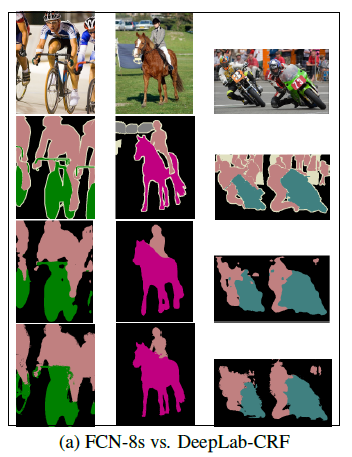 (a) FCN-8s vs. DeepLab-CRF